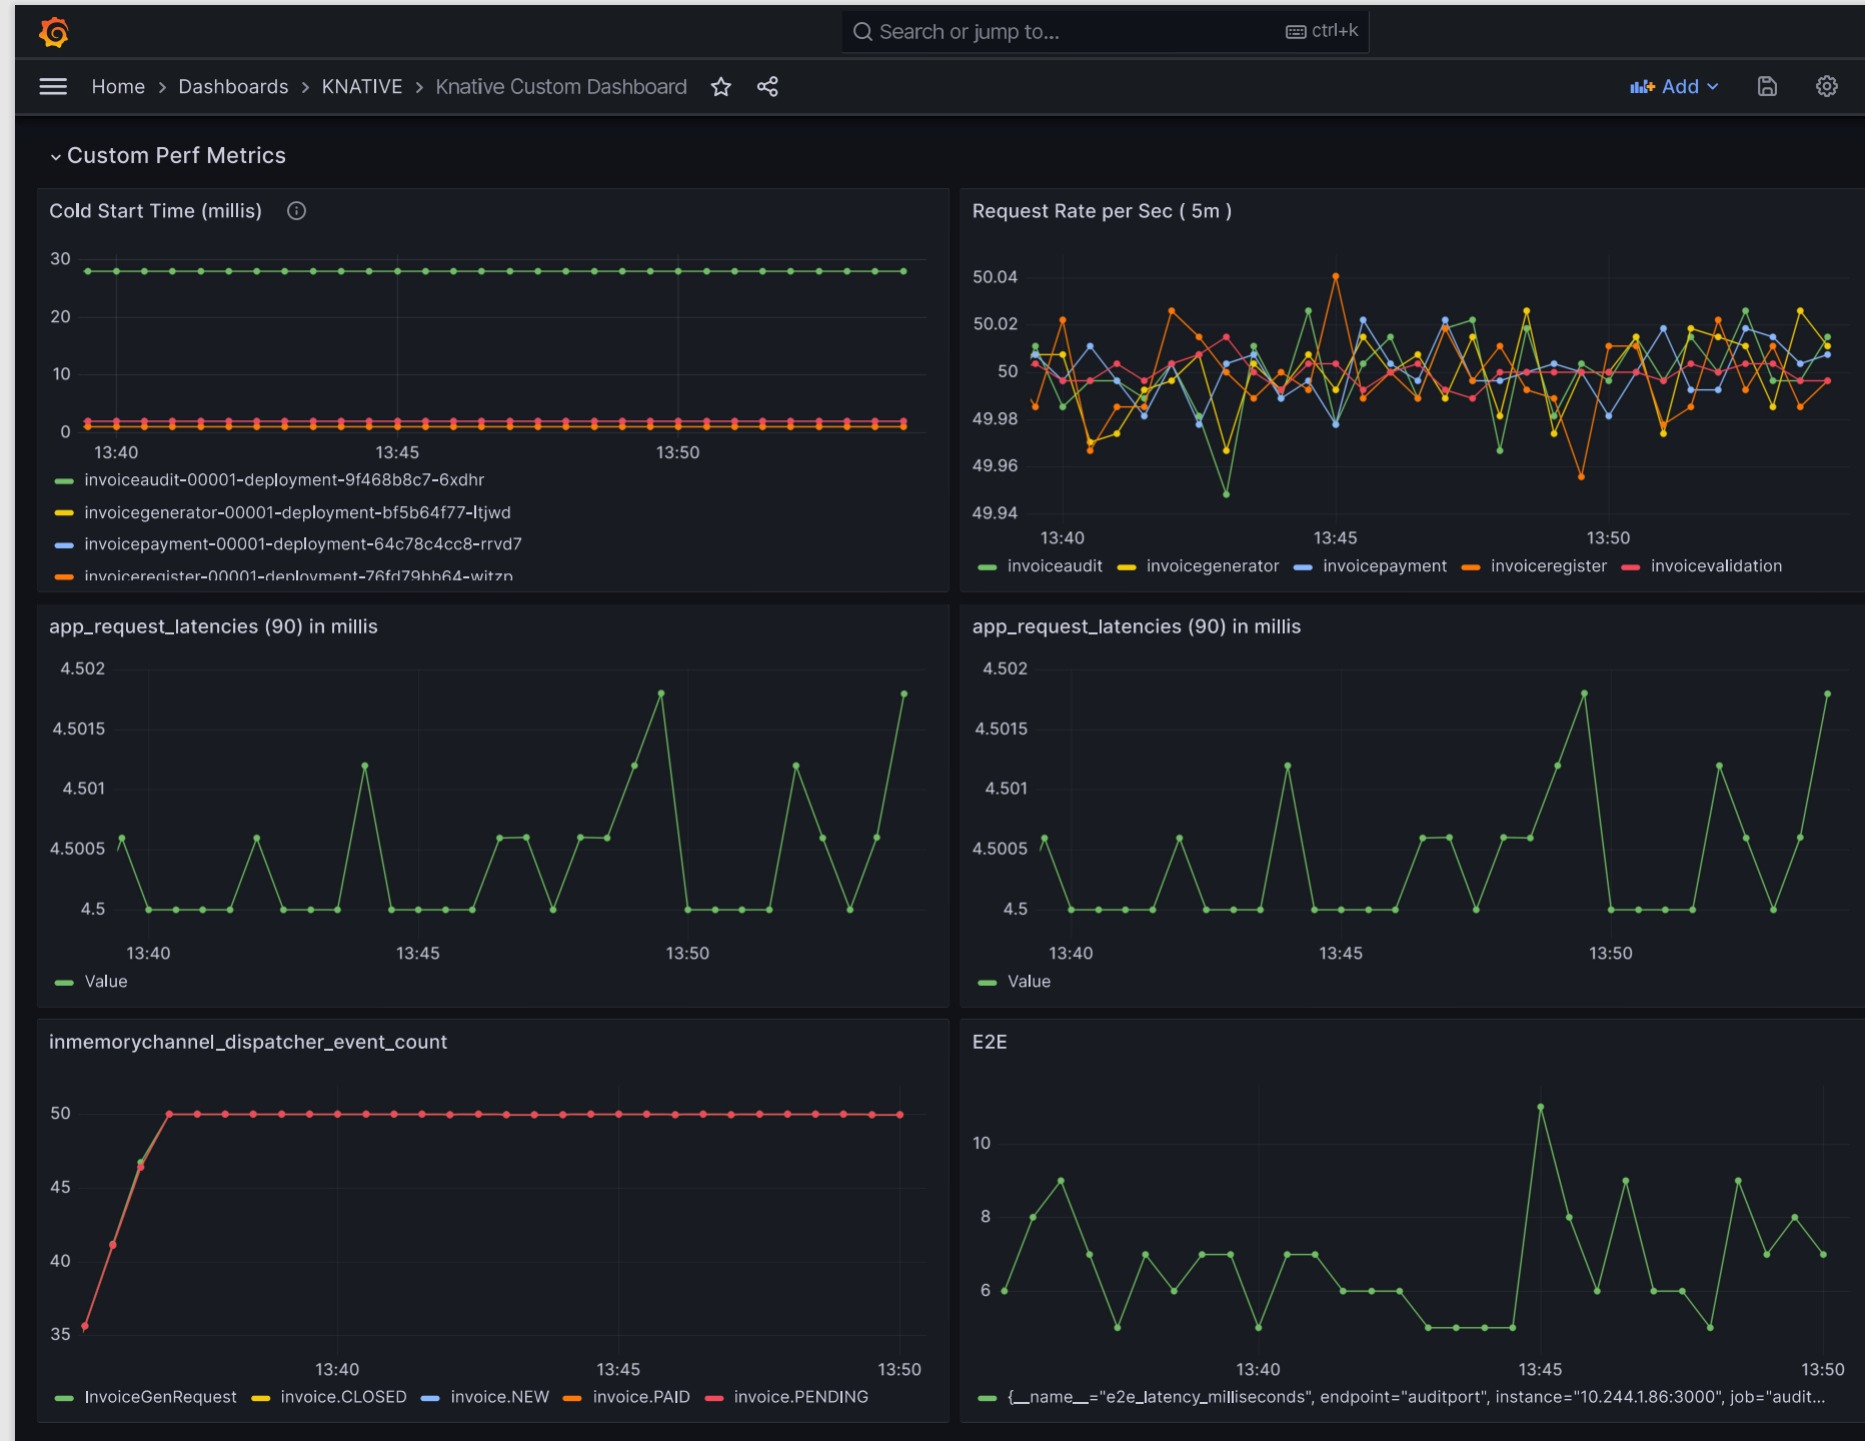 Search or jump to... ctrl+k
Home > Dashboards > KNATIVE > Knative Custom Dashboard Add
Custom Perf Metrics
Cold Start Time (millis)
30
20
10
0
13:40 13:45 13:50
invoiceaudit-00001-deployment-9f468b8c7-6xdhr
invoicegenerator-00001-deployment-bf5b64f77-ltjwd
invoicepayment-00001-deployment-64c78c4cc8-rrvd7
invoiceregister-00001-deployment-76fd79bb64-witzp
Request Rate per Sec ( 5m )
50.04
50.02
50
49.98
49.96
49.94
13:40 13:45 13:50
invoiceaudit invoicegenerator invoicepayment invoiceregister invoicevalidation
app_request_latencies (90) in millis
4.502
4.5015
4.501
4.5005
4.5
13:40 13:45 13:50
Value
app_request_latencies (90) in millis
4.502
4.5015
4.501
4.5005
4.5
13:40 13:45 13:50
Value
inmemorychannel_dispatcher_event_count
50
45
40
35
13:40 13:45 13:50
InvoiceGenRequest invoice.CLOSED invoice.NEW invoice.PAID invoice.PENDING
E2E
10
8
6
13:40 13:45 13:50
{__name__="e2e_latency_milliseconds", endpoint="auditport", instance="10.244.1.86:3000", job="audit...